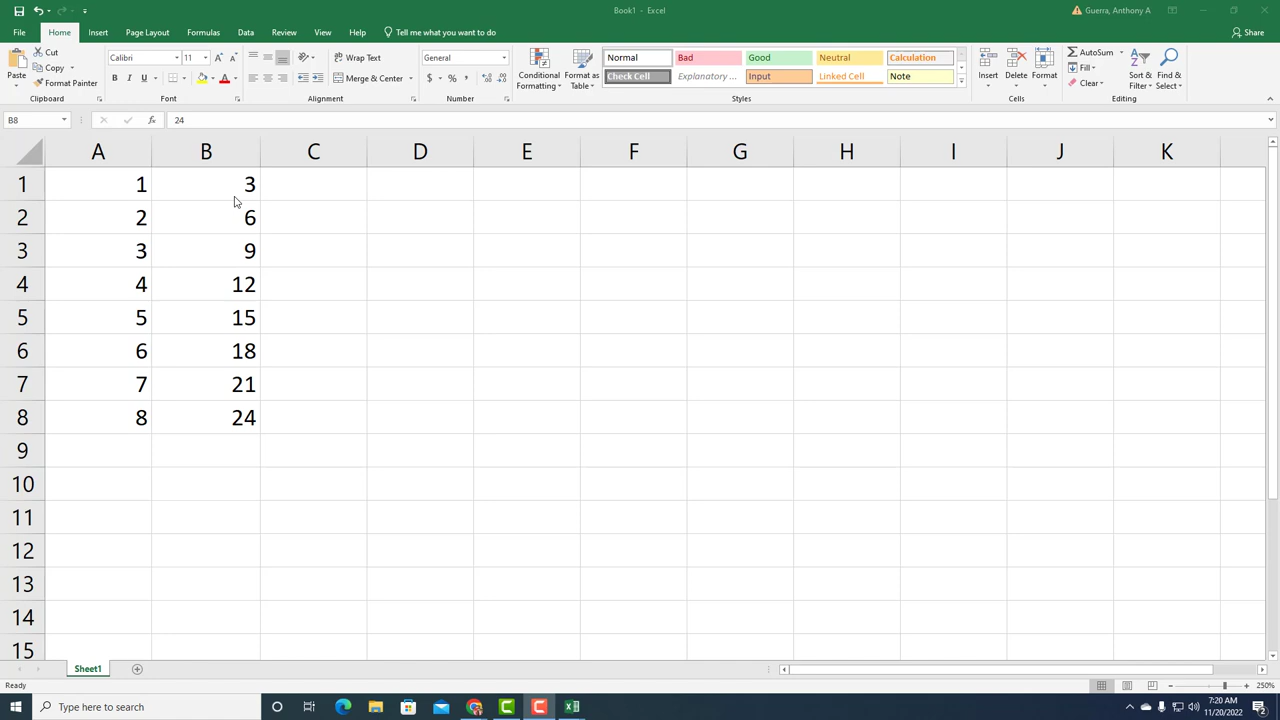 Book1 - Excel
Guerra, Anthony A
File Home Insert Page Layout Formulas Data Review View Help Tell me what you want to do Share
Paste Cut Copy Format Painter Clipboard
Calibri 11 A A B I U A Font
Wrap Text Merge & Center Alignment
General $ % , Number
Conditional Formatting Format as Table
Normal Bad Good Neutral Calculation
Check Cell Explanatory ... Input Linked Cell Note
Styles
Insert Delete Format Cells
AutoSum Fill Clear Sort & Filter Find & Select Editing
B8 fx 24
A B C D E F G H I J K
1 1 3
2 2 6
3 3 9
4 4 12
5 5 15
6 6 18
7 7 21
8 8 24
9
10
11
12
13
14
15
Sheet1
Ready 250%
Type here to search
7:20 AM
11/20/2022
2